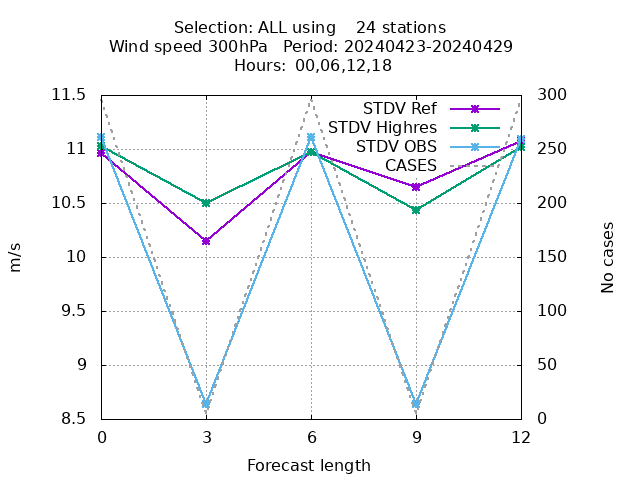 Selection: ALL using    24 stations
Wind speed 300hPa   Period: 20240423-20240429
Hours:  00,06,12,18
11.5
11
10.5
10
9.5
9
8.5
300
250
200
150
100
50
0
STDV Ref
STDV Highres
STDV OBS
CASES
m/s
No cases
0
3
6
9
12
Forecast length